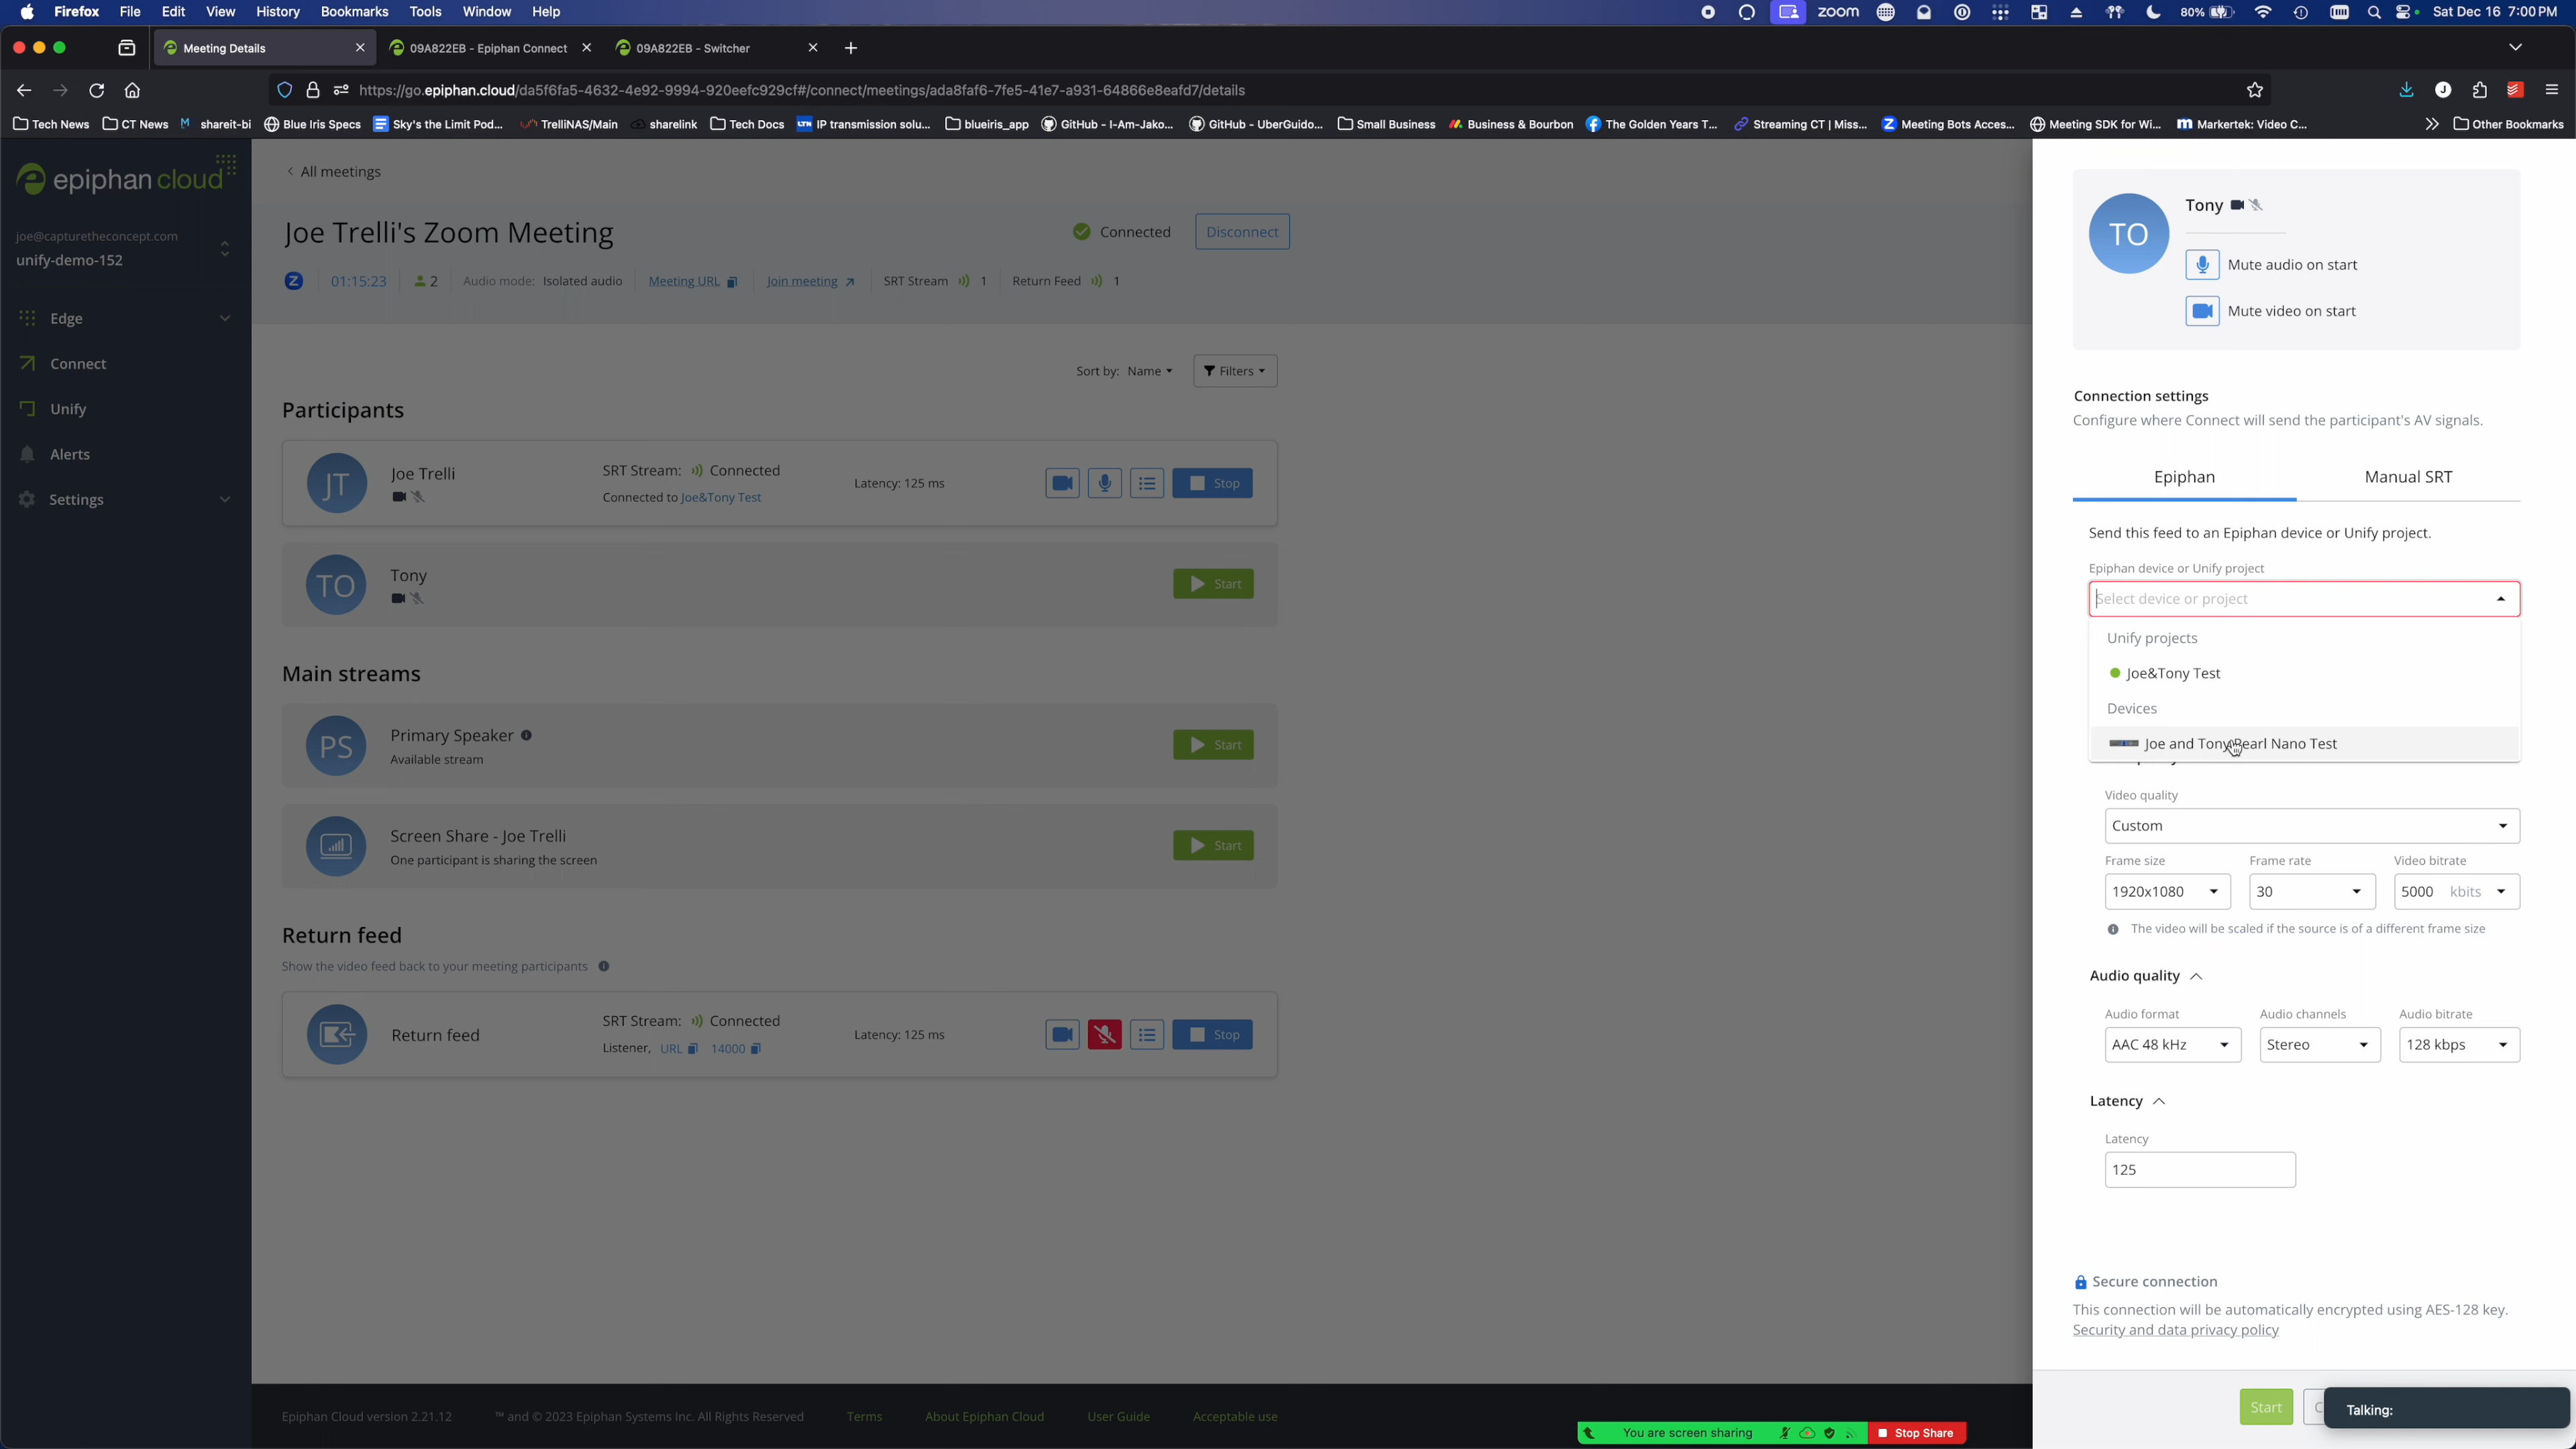 Firefox File Edit View History Bookmarks Tools Window Help
zoom 80% Sat Dec 16 7:00 PM
Meeting Details
09A822EB - Epiphan Connect
09A822EB - Switcher
https://go.epiphan.cloud/da5f6fa5-4632-4e92-9994-920eefc929cf#/connect/meetings/ada8faf6-7fe5-41e7-a931-64866e8eafd7/details
J
Tech News CT News shareit-bi Blue Iris Specs Sky's the Limit Pod... TrelliNAS/Main sharelink Tech Docs IP transmission solu... blueiris_app GitHub - I-Am-Jako... GitHub - UberGuido... Small Business Business & Bourbon The Golden Years T... Streaming CT | Miss... Meeting Bots Acces... Meeting SDK for Wi... Markertek: Video C... Other Bookmarks
epiphan cloud
joe@capturetheconcept.com
unify-demo-152
Edge
Connect
Unify
Alerts
Settings
All meetings
Joe Trelli's Zoom Meeting
Connected
Disconnect
01:15:23 2 Audio mode: Isolated audio Meeting URL Join meeting SRT Stream 1 Return Feed 1
Sort by: Name Filters
Participants
JT
Joe Trelli
SRT Stream: Connected
Connected to Joe&Tony Test
Latency: 125 ms
Stop
TO
Tony
Start
Main streams
PS
Primary Speaker
Available stream
Start
Screen Share - Joe Trelli
One participant is sharing the screen
Start
Return feed
Show the video feed back to your meeting participants
Return feed
SRT Stream: Connected
Listener, URL 14000
Latency: 125 ms
Stop
Epiphan Cloud version 2.21.12 ™ and © 2023 Epiphan Systems Inc. All Rights Reserved Terms About Epiphan Cloud User Guide Acceptable use
You are screen sharing Stop Share
TO
Tony
Mute audio on start
Mute video on start
Connection settings
Configure where Connect will send the participant's AV signals.
Epiphan Manual SRT
Send this feed to an Epiphan device or Unify project.
Epiphan device or Unify project
Select device or project
Unify projects
Joe&Tony Test
Devices
Joe and Tony Pearl Nano Test
Video quality
Custom
Frame size Frame rate Video bitrate
1920x1080 30 5000 kbits
The video will be scaled if the source is of a different frame size
Audio quality
Audio format Audio channels Audio bitrate
AAC 48 kHz Stereo 128 kbps
Latency
Latency
125
Secure connection
This connection will be automatically encrypted using AES-128 key.
Security and data privacy policy
Start
Talking: